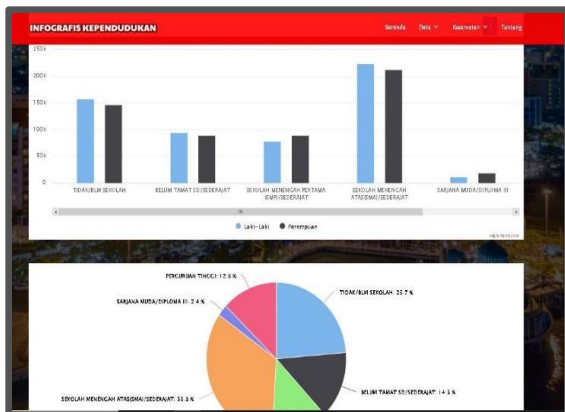 INFOGRAFIS KEPENDUDUKAN
Beranda Data Kecamatan Tentang
250k
200k
150k
100k
50k
0
TIDAK/BLM SEKOLAH
BELUM TAMAT SD/SEDERAJAT
SEKOLAH MENENGAH PERTAMA
(SMP)/SEDERAJAT
SEKOLAH MENENGAH
ATAS(SMA)/SEDERAJAT
SARJANA MUDA/DIPLOMA III
Laki-Laki Perempuan
PERGURUAN TINGGI: 12.8 %
TIDAK/BLM SEKOLAH: 23.7 %
SARJANA MUDA/DIPLOMA III: 2.4 %
BELUM TAMAT SD/SEDERAJAT: 14.3 %
SEKOLAH MENENGAH ATAS(SMA)/SEDERAJAT: 33.8 %